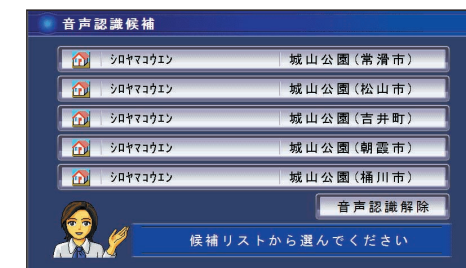 音声認識候補
ｼﾛﾔﾏｺｳｴﾝ 城山公園(常滑市)
ｼﾛﾔﾏｺｳｴﾝ 城山公園(松山市)
ｼﾛﾔﾏｺｳｴﾝ 城山公園(吉井町)
ｼﾛﾔﾏｺｳｴﾝ 城山公園(朝霞市)
ｼﾛﾔﾏｺｳｴﾝ 城山公園(桶川市)
音声認識解除
候補リストから選んでください